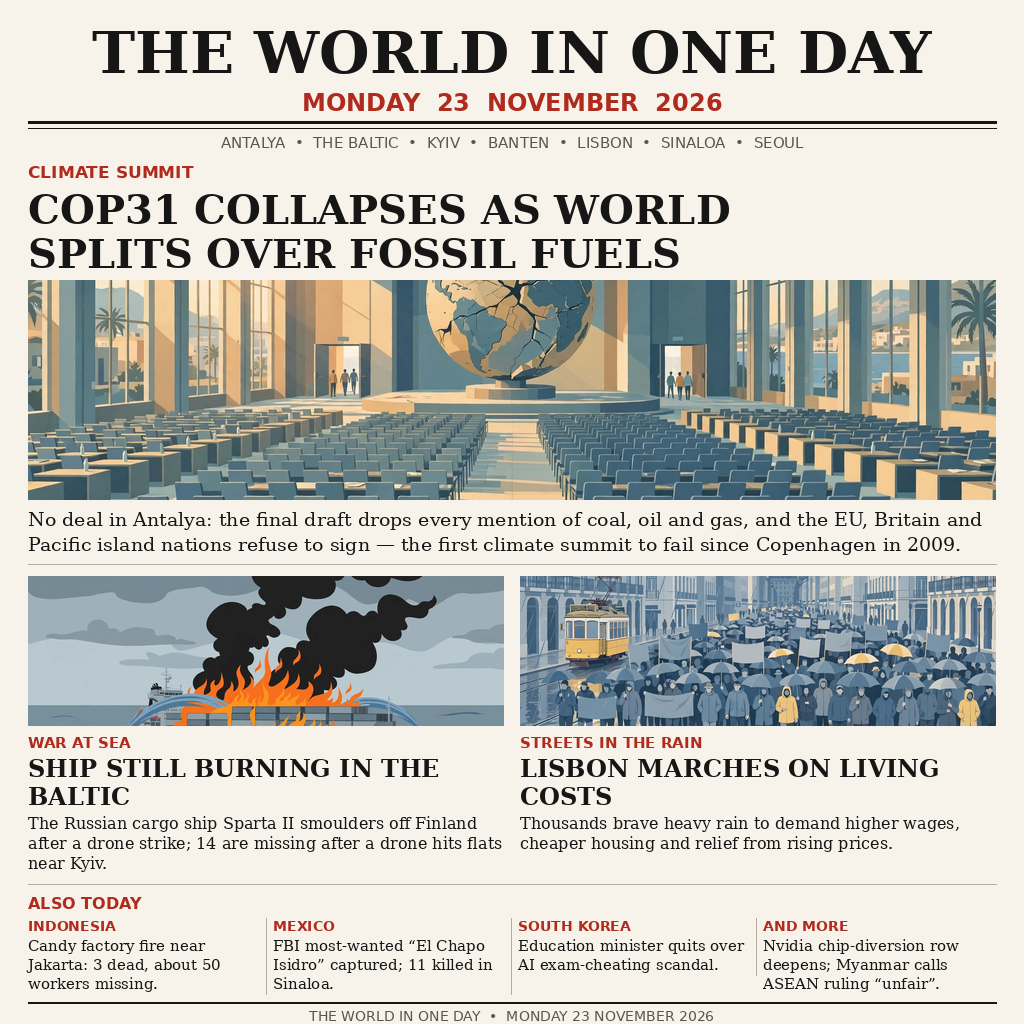 THE WORLD IN ONE DAY
MONDAY 23 NOVEMBER 2026
ANTALYA • THE BALTIC • KYIV • BANTEN • LISBON • SINALOA • SEOUL
CLIMATE SUMMIT
COP31 COLLAPSES AS WORLD
SPLITS OVER FOSSIL FUELS
No deal in Antalya: the final draft drops every mention of coal, oil and gas, and the EU, Britain and
Pacific island nations refuse to sign — the first climate summit to fail since Copenhagen in 2009.
WAR AT SEA
SHIP STILL BURNING IN THE
BALTIC
The Russian cargo ship Sparta II smoulders off Finland
after a drone strike; 14 are missing after a drone hits flats
near Kyiv.
STREETS IN THE RAIN
LISBON MARCHES ON LIVING
COSTS
Thousands brave heavy rain to demand higher wages,
cheaper housing and relief from rising prices.
ALSO TODAY
INDONESIA
Candy factory fire near
Jakarta: 3 dead, about 50
workers missing.
MEXICO
FBI most-wanted “El Chapo
Isidro” captured; 11 killed in
Sinaloa.
SOUTH KOREA
Education minister quits over
AI exam-cheating scandal.
AND MORE
Nvidia chip-diversion row
deepens; Myanmar calls
ASEAN ruling “unfair”.
THE WORLD IN ONE DAY • MONDAY 23 NOVEMBER 2026